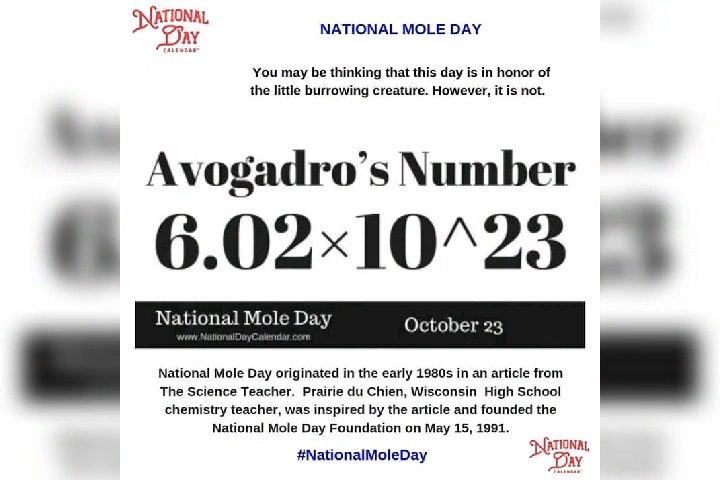 NATIONAL
DAY
CALENDAR
NATIONAL MOLE DAY
You may be thinking that this day is in honor of
the little burrowing creature. However, it is not.
Avogadro's Number
6.02×10^23
National Mole Day
www.NationalDayCalendar.com
October 23
National Mole Day originated in the early 1980s in an article from
The Science Teacher. Prairie du Chien, Wisconsin High School
chemistry teacher, was inspired by the article and founded the
National Mole Day Foundation on May 15, 1991.
#NationalMoleDay
NATIONAL
DAY
CALENDAR